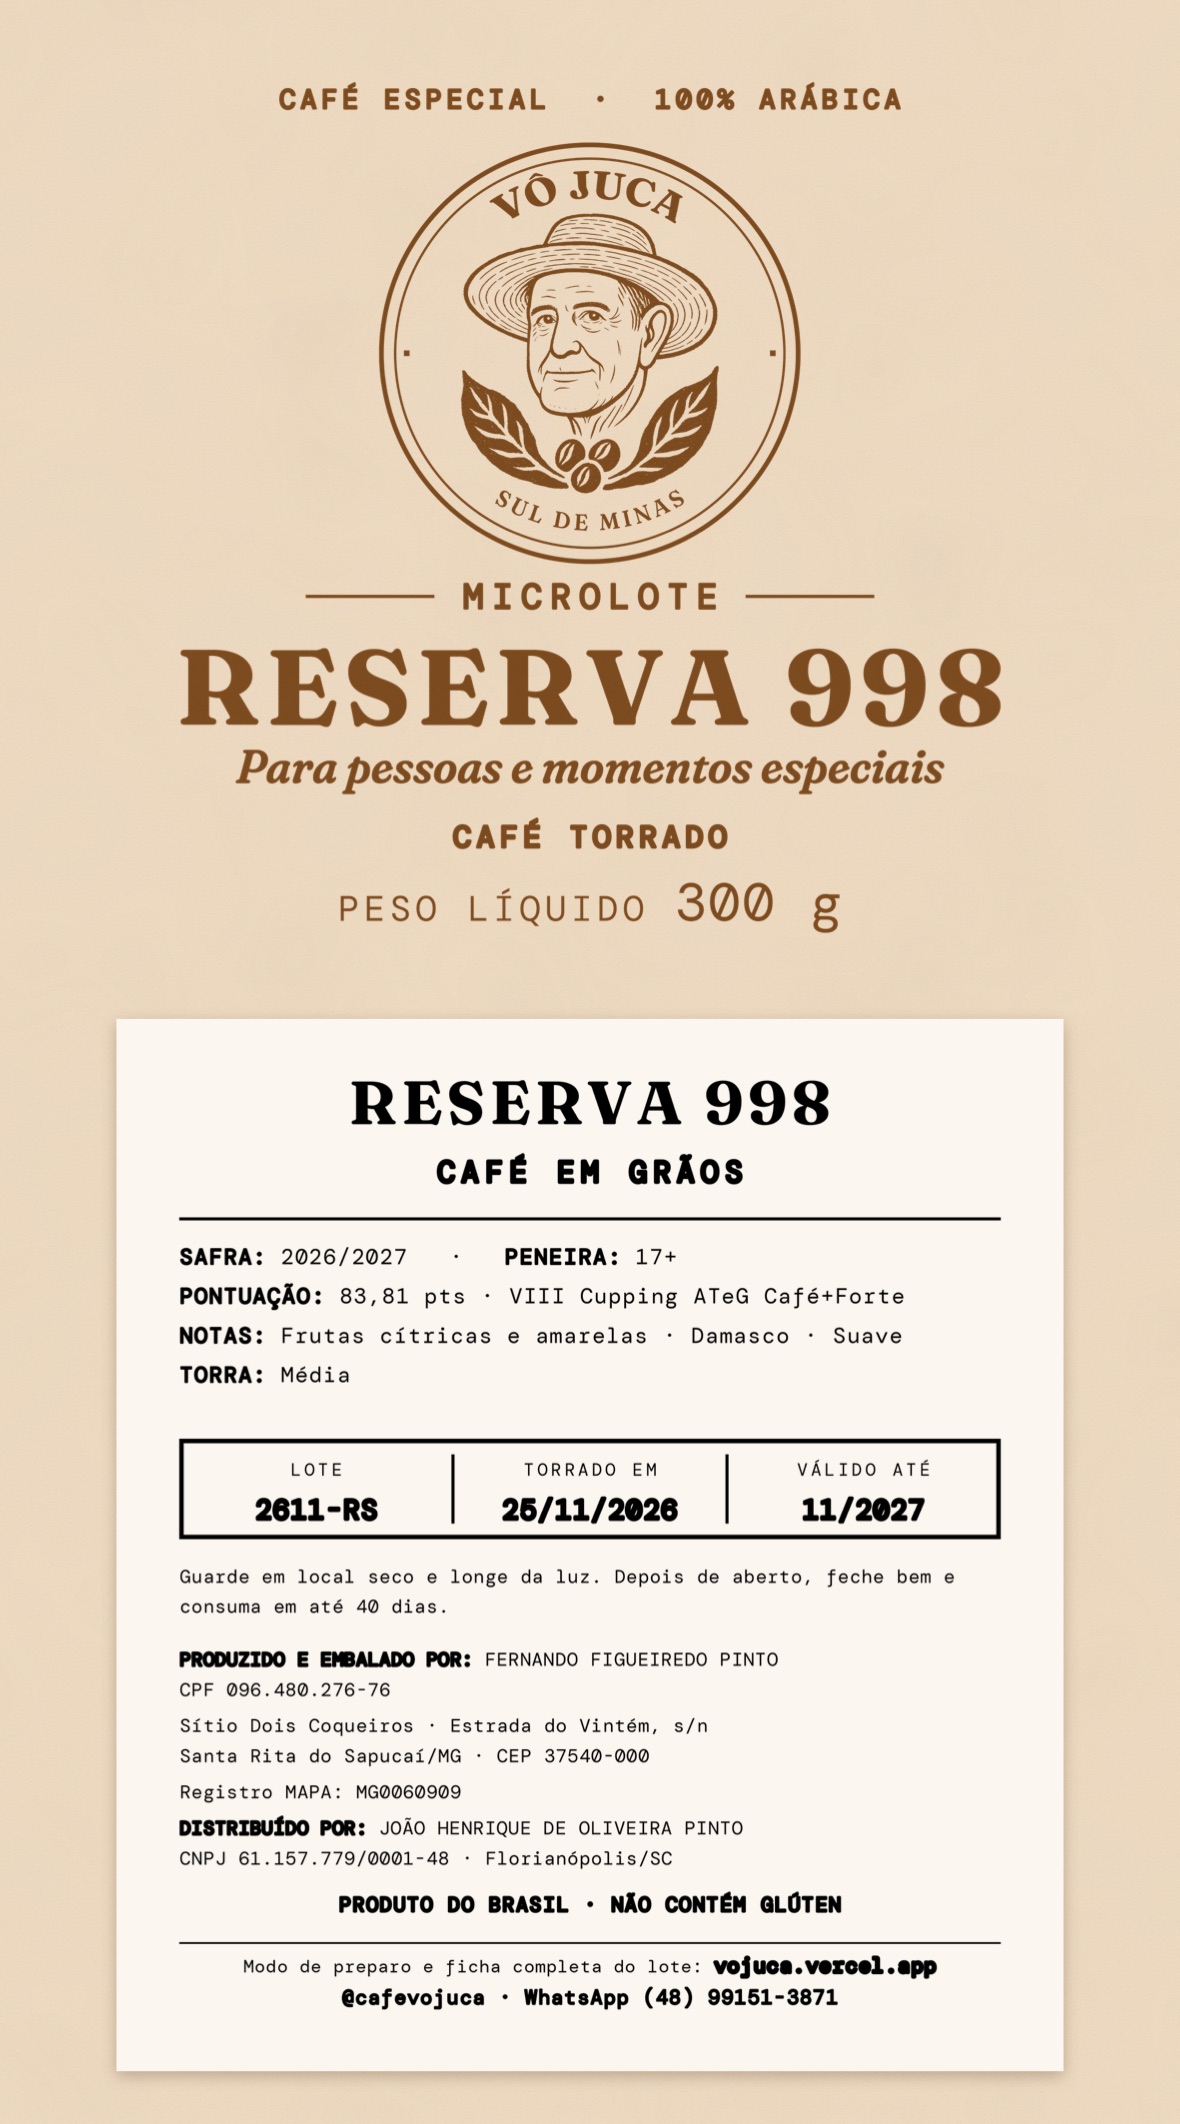 CAFÉ ESPECIAL · 100% ARÁBICA
VÔ JUCA
SUL DE MINAS
MICROLOTE
RESERVA 998
Para pessoas e momentos especiais
CAFÉ TORRADO
PESO LÍQUIDO 300 g
RESERVA 998
CAFÉ EM GRÃOS
SAFRA: 2026/2027 · PENEIRA: 17+
PONTUAÇÃO: 83,81 pts · VIII Cupping ATeG Café+Forte
NOTAS: Frutas cítricas e amarelas · Damasco · Suave
TORRA: Média
LOTE TORRADO EM VÁLIDO ATÉ
2611-RS 25/11/2026 11/2027
Guarde em local seco e longe da luz. Depois de aberto, feche bem e
consuma em até 40 dias.
PRODUZIDO E EMBALADO POR: FERNANDO FIGUEIREDO PINTO
CPF 096.480.276-76
Sítio Dois Coqueiros · Estrada do Vintém, s/n
Santa Rita do Sapucaí/MG · CEP 37540-000
Registro MAPA: MG0060909
DISTRIBUÍDO POR: JOÃO HENRIQUE DE OLIVEIRA PINTO
CNPJ 61.157.779/0001-48 · Florianópolis/SC
PRODUTO DO BRASIL · NÃO CONTÉM GLÚTEN
Modo de preparo e ficha completa do lote: vojuca.vercel.app
@cafevojuca · WhatsApp (48) 99151-3871